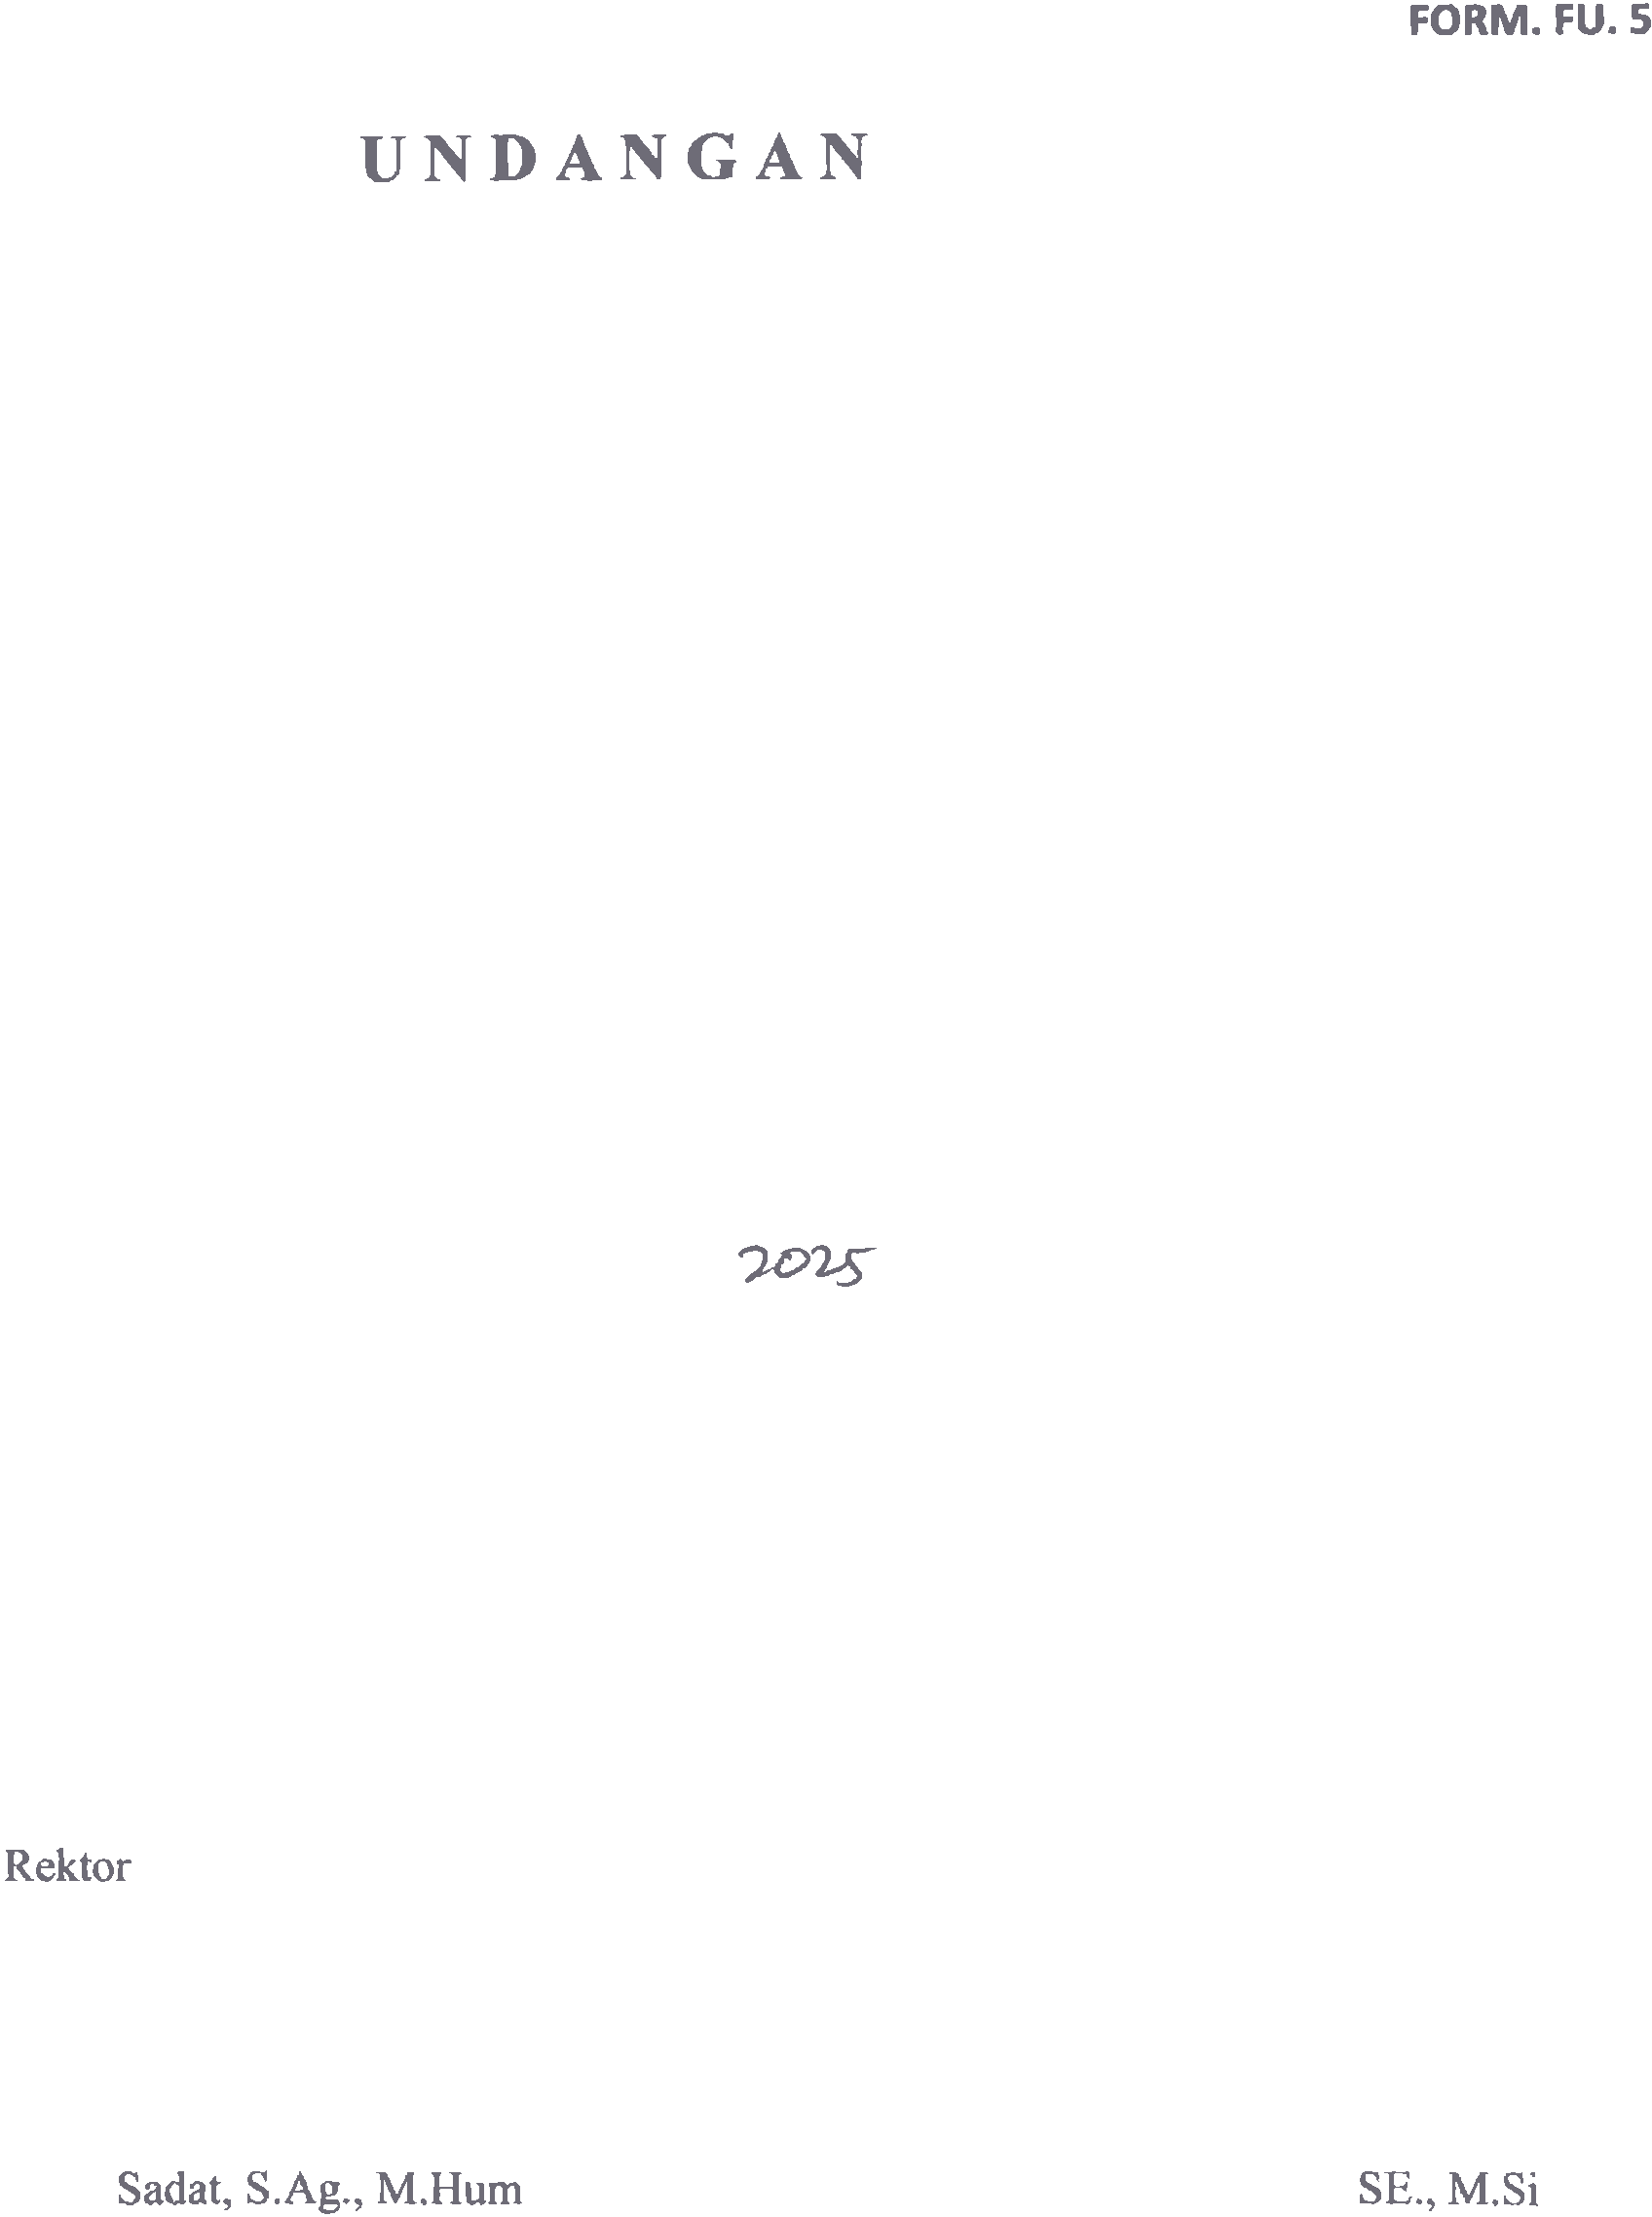 FORM. FU. 5
UNDANGAN
2025
Rektor
Sadat, S.Ag., M.Hum SE., M.Si